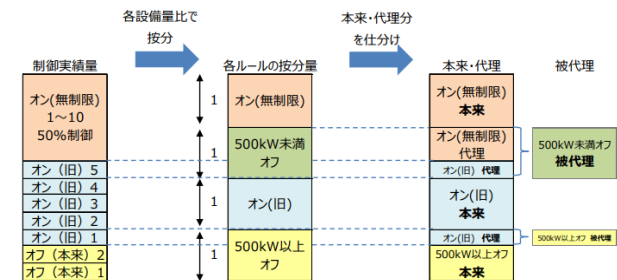 各設備量比で
按分
本来・代理分
を仕分け
制御実績量
各ルールの按分量
本来・代理
被代理
オン(無制限)
1～10
50%制御
オン（旧）5
オン（旧）4
オン（旧）3
オン（旧）2
オン（旧）1
オフ（本来）2
オフ（本来）1
1
オン(無制限)
1
500kW未満
オフ
1
オン(旧)
1
500kW以上
オフ
オン(無制限)
本来
オン(無制限)
代理
オン(旧) 代理
オン(旧)
本来
オン(旧) 代理
500kW以上オフ
本来
500kW未満オフ
被代理
500kW以上オフ 被代理